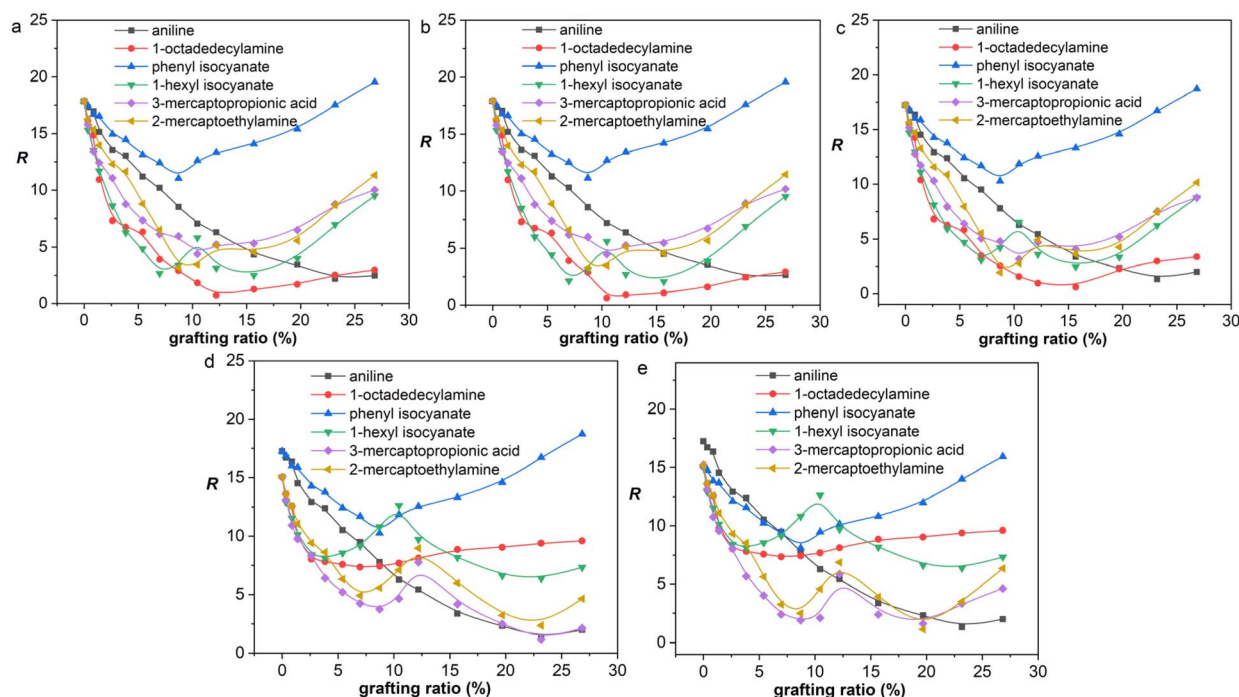 a
25
20
15
10
5
0
R
aniline
1-octadedecylamine
phenyl isocyanate
1-hexyl isocyanate
3-mercaptopropionic acid
2-mercaptoethylamine
0 5 10 15 20 25 30
grafting ratio (%)
b
25
20
15
10
5
0
R
aniline
1-octadedecylamine
phenyl isocyanate
1-hexyl isocyanate
3-mercaptopropionic acid
2-mercaptoethylamine
0 5 10 15 20 25 30
grafting ratio (%)
c
25
20
15
10
5
0
R
aniline
1-octadedecylamine
phenyl isocyanate
1-hexyl isocyanate
3-mercaptopropionic acid
2-mercaptoethylamine
0 5 10 15 20 25 30
grafting ratio (%)
d
25
20
15
10
5
0
R
aniline
1-octadedecylamine
phenyl isocyanate
1-hexyl isocyanate
3-mercaptopropionic acid
2-mercaptoethylamine
0 5 10 15 20 25 30
grafting ratio (%)
e
20
15
10
5
0
R
aniline
1-octadedecylamine
phenyl isocyanate
1-hexyl isocyanate
3-mercaptopropionic acid
2-mercaptoethylamine
0 5 10 15 20 25 30
grafting ratio (%)